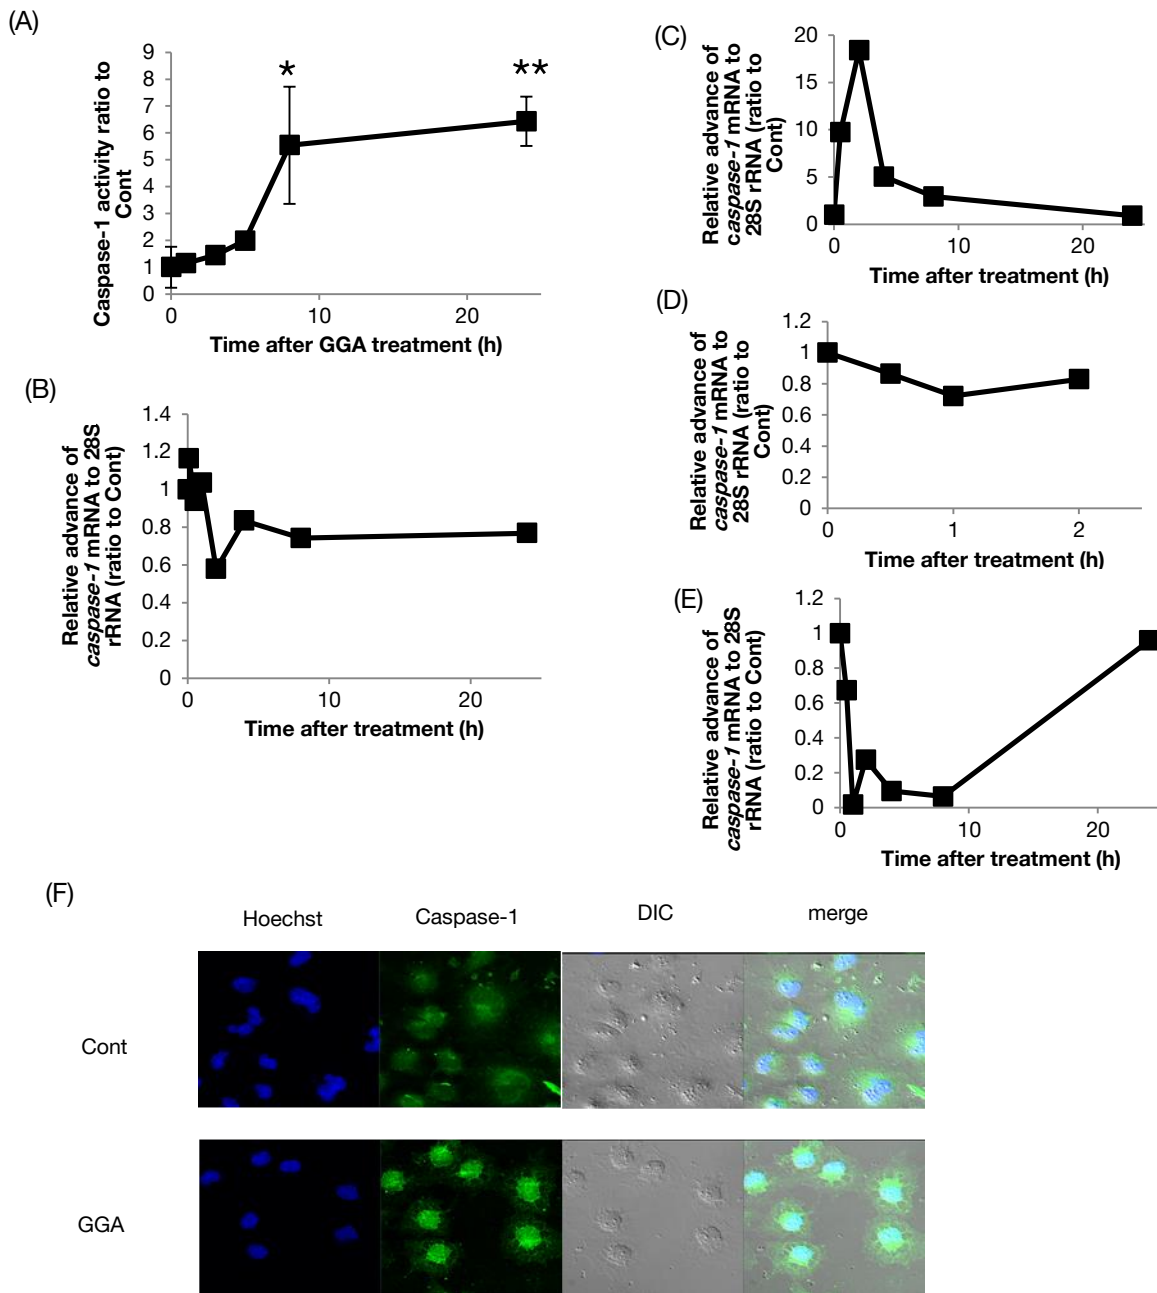 (A)
9
8
7
6
5
4
3
2
1
0
Caspase-1 activity ratio to
Cont
*
**
0
10
20
Time after GGA treatment (h)
(B)
1.4
1.2
1
0.8
0.6
0.4
0.2
0
Relative advance of
caspase-1 mRNA to 28S
rRNA (ratio to Cont)
0
10
20
Time after treatment (h)
(C)
20
15
10
5
0
Relative advance of
caspase-1 mRNA to
28S rRNA (ratio to
Cont)
0
10
20
Time after treatment (h)
(D)
1.2
1
0.8
0.6
0.4
0.2
0
Relative advance of
caspase-1 mRNA to
28S rRNA (ratio to
Cont)
0
1
2
Time after treatment (h)
(E)
1.2
1
0.8
0.6
0.4
0.2
0
Relative advance of
caspase-1 mRNA to 28S
rRNA (ratio to Cont)
0
10
20
Time after treatment (h)
(F)
Hoechst
Caspase-1
DIC
merge
Cont
GGA